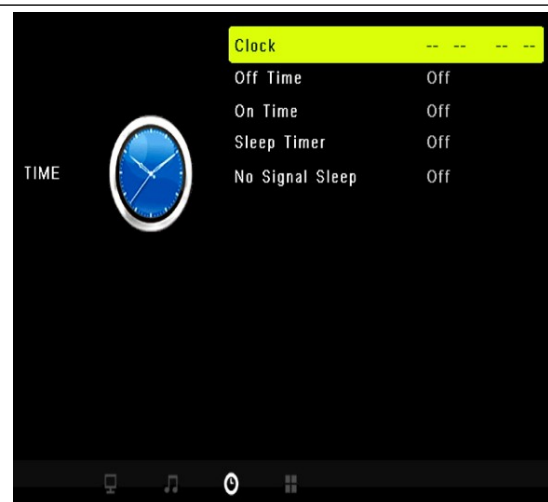 Clock -- -- -- --
Off Time Off
On Time Off
Sleep Timer Off
TIME
No Signal Sleep Off